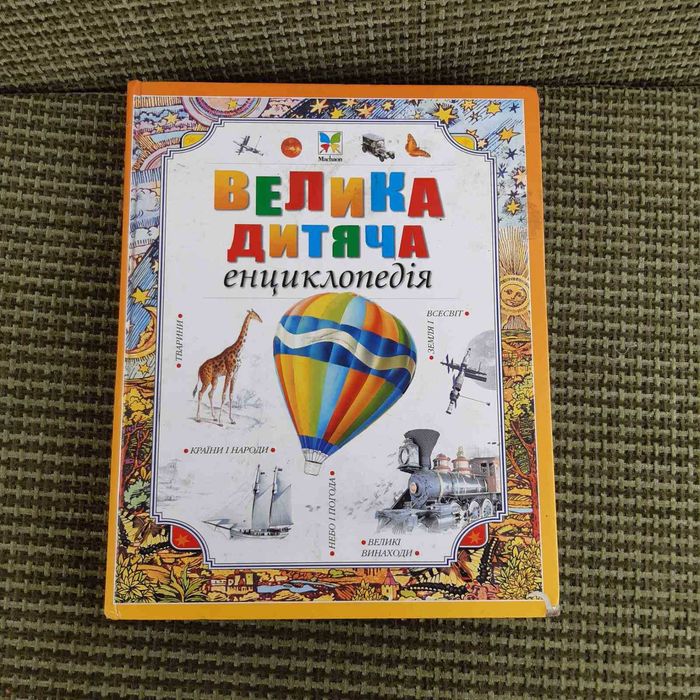 Machaon
ВЕЛИКА
ДИТЯЧА
енциклопедія
ТВАРИНИ
ЗЕМЛЯ І
ВСЕСВІТ
КРАЇНИ І НАРОДИ
НЕБО І ПОГОДА
ВЕЛИКІ
ВИНАХОДИ